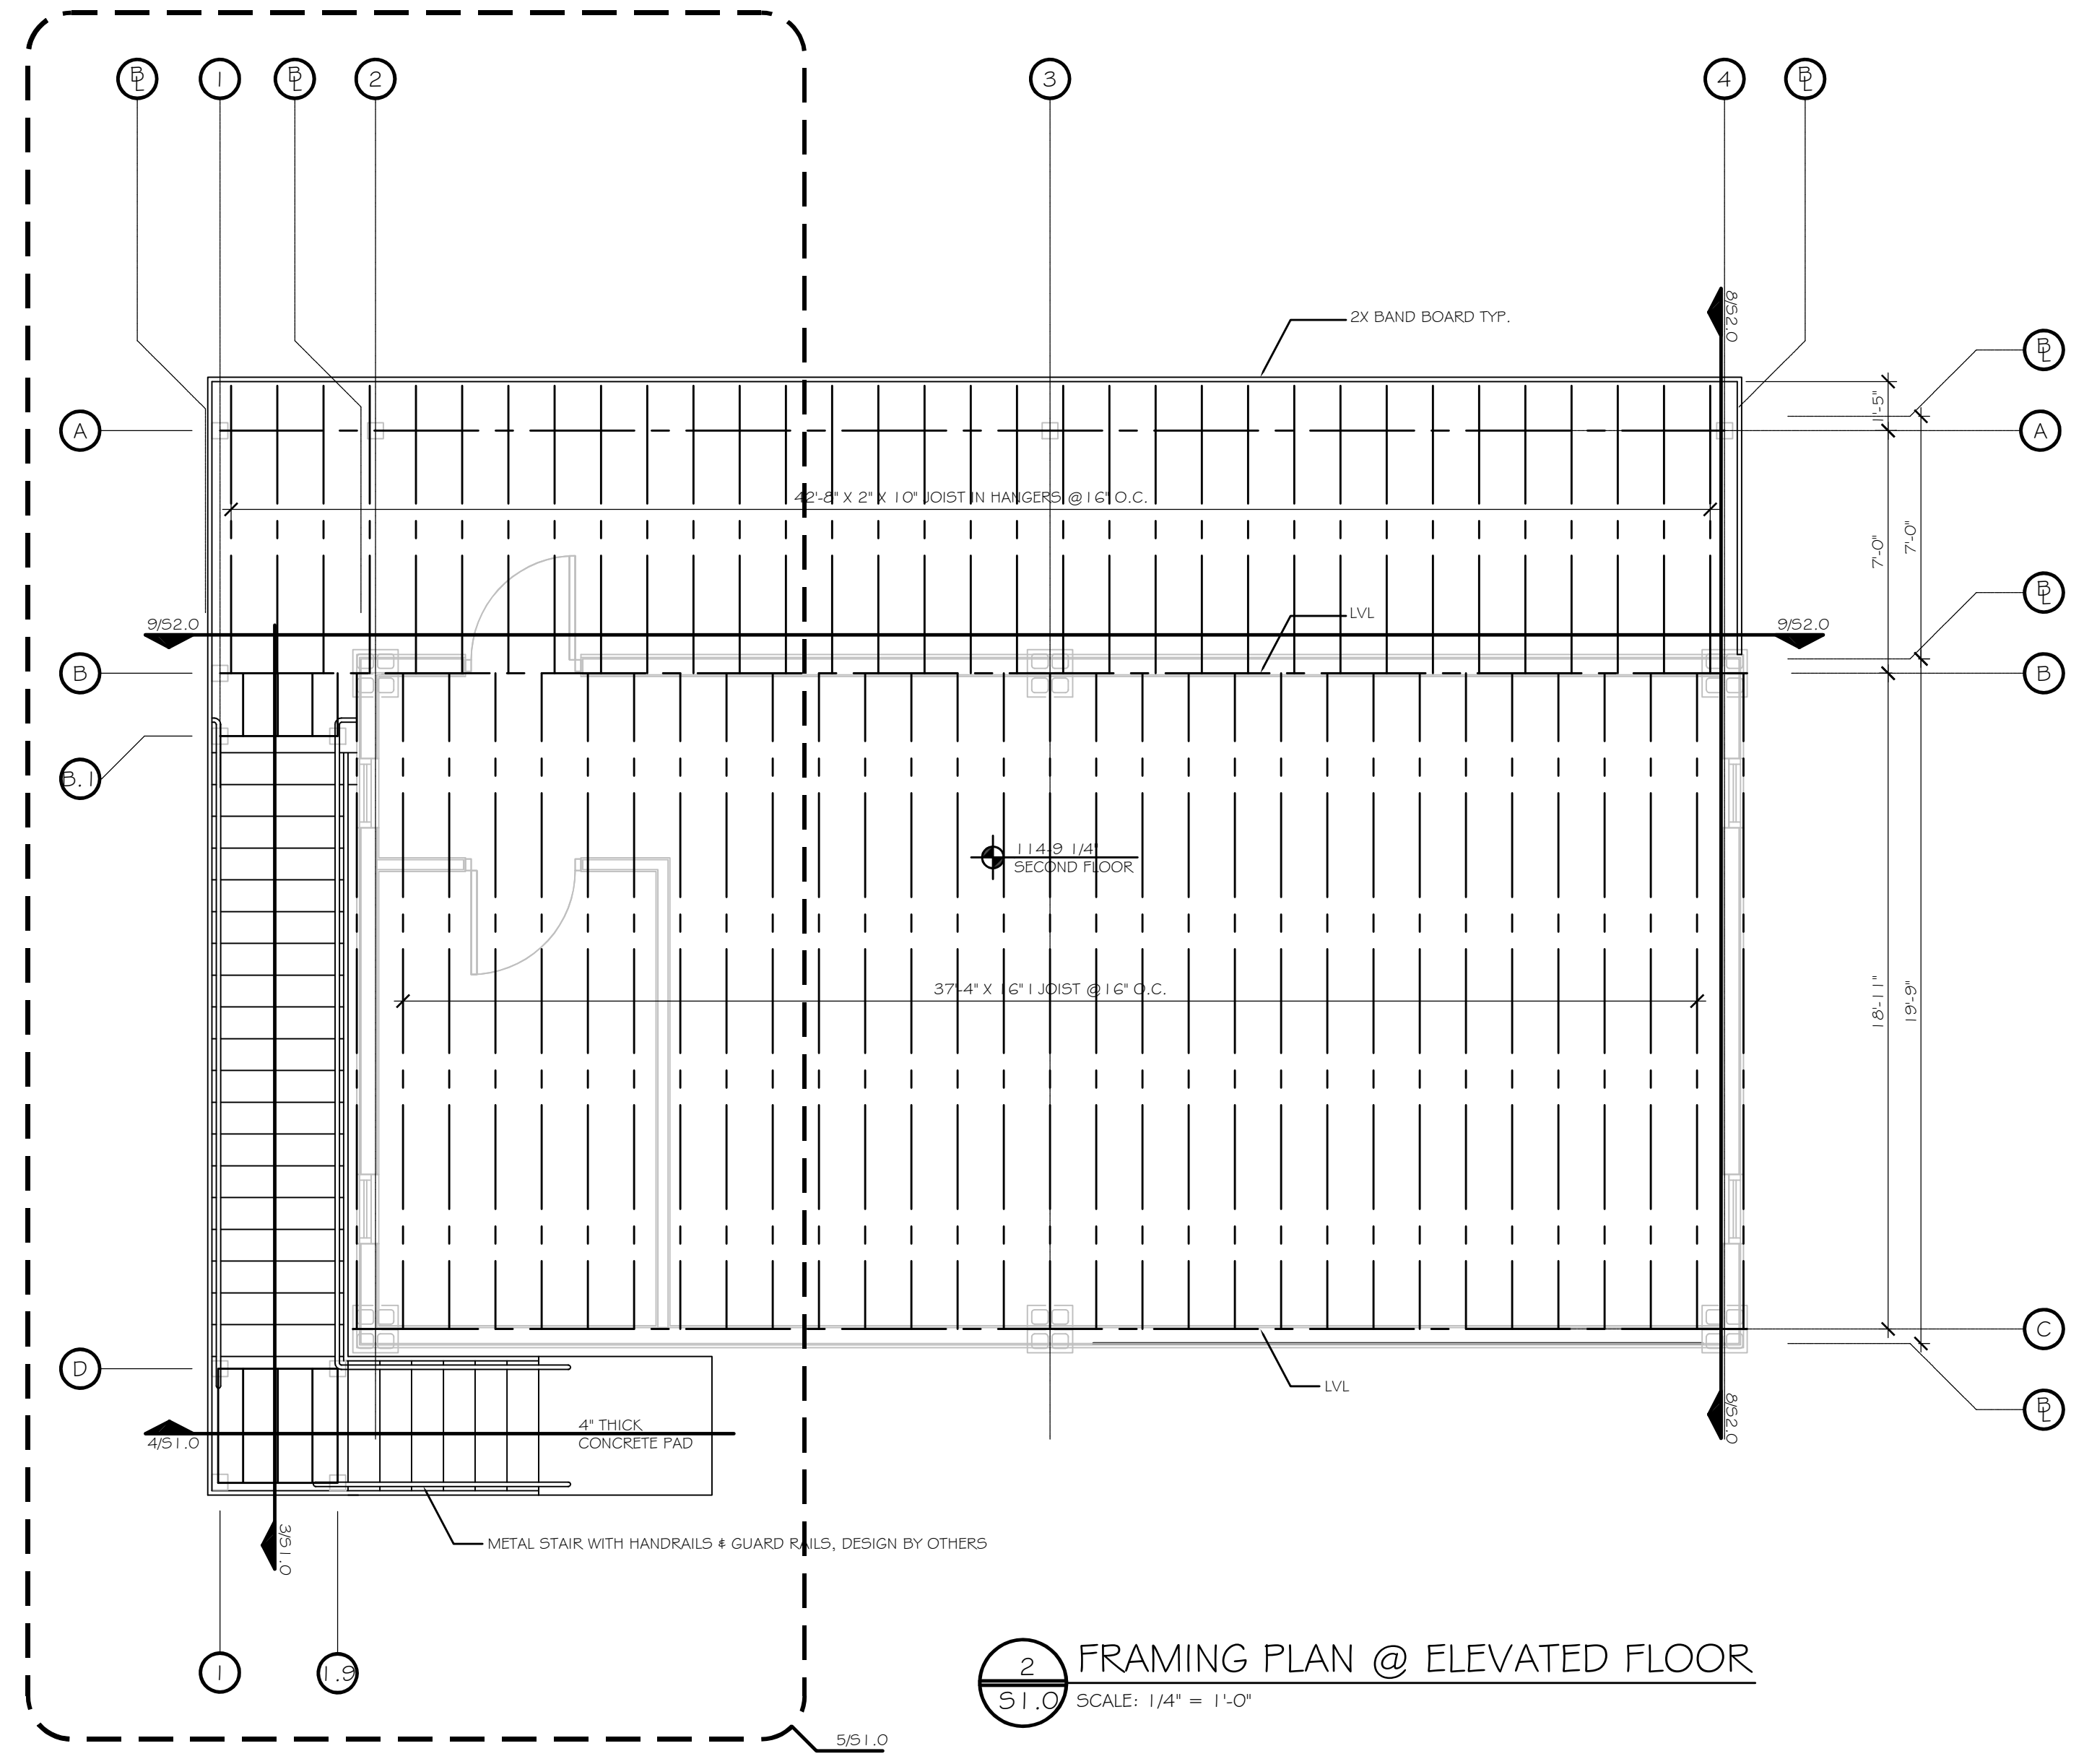 BL
1
BL
2
3
4
BL
8/S2.0
2X BAND BOARD TYP.
BL
1'-5"
A
A
42'-8" X 2" X 10" JOIST IN HANGERS @16" O.C.
7'-0"
7'-0"
BL
LVL
9/S2.0
9/S2.0
B
B
B.1
114-9 1/4"
SECOND FLOOR
37'-4" X 16" I JOIST @16" O.C.
18'-11"
16'-9"
C
D
LVL
BL
8/S2.0
4" THICK
CONCRETE PAD
4/S1.0
3/S1.0
METAL STAIR WITH HANDRAILS & GUARD RAILS, DESIGN BY OTHERS
1
1.9
2
S1.0
FRAMING PLAN @ ELEVATED FLOOR
SCALE: 1/4" = 1'-0"
5/S1.0